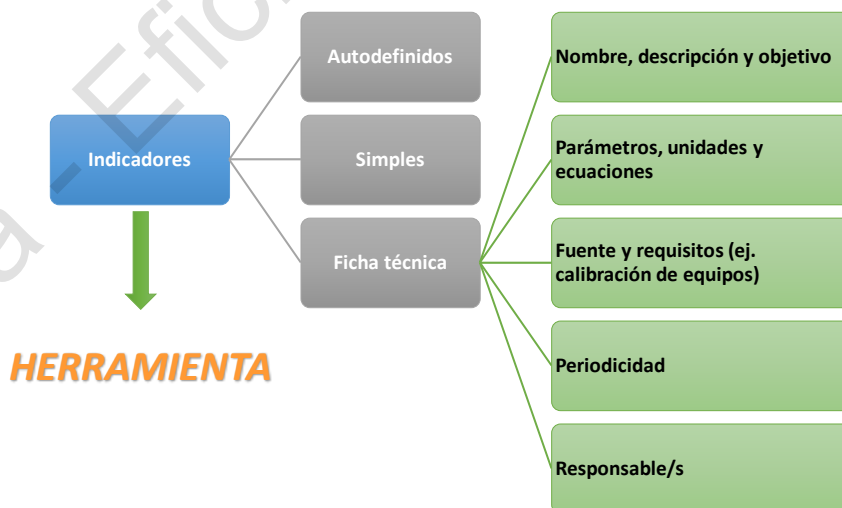 Autodefinidos
Nombre, descripción y objetivo
Indicadores
Simples
Parámetros, unidades y
ecuaciones
Ficha técnica
Fuente y requisitos (ej.
calibración de equipos)
HERRAMIENTA
Periodicidad
Responsable/s